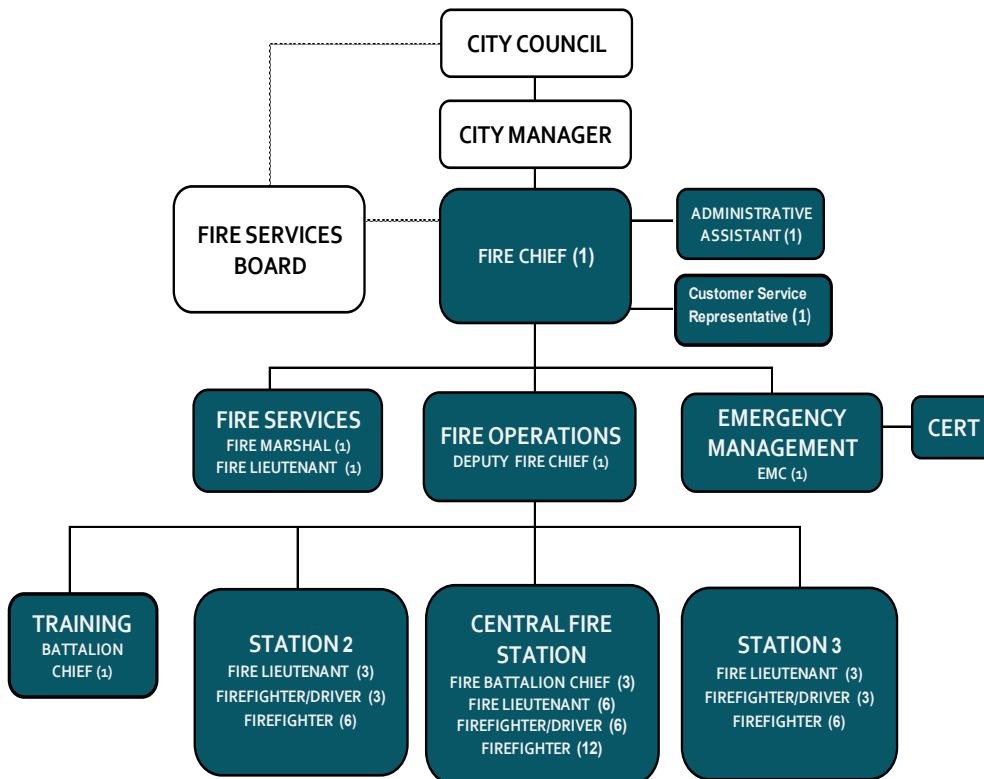 CITY COUNCIL
CITY MANAGER
FIRE SERVICES
BOARD
FIRE CHIEF (1)
ADMINISTRATIVE
ASSISTANT (1)
Customer Service
Representative (1)
FIRE SERVICES
FIRE MARSHAL (1)
FIRE LIEUTENANT (1)
FIRE OPERATIONS
DEPUTY FIRE CHIEF (1)
EMERGENCY
MANAGEMENT
EMC (1)
CERT
TRAINING
BATTALION
CHIEF (1)
STATION 2
FIRE LIEUTENANT (3)
FIREFIGHTER/DRIVER (3)
FIREFIGHTER (6)
CENTRAL FIRE
STATION
FIRE BATTALION CHIEF (3)
FIRE LIEUTENANT (6)
FIREFIGHTER/DRIVER (6)
FIREFIGHTER (12)
STATION 3
FIRE LIEUTENANT (3)
FIREFIGHTER/DRIVER (3)
FIREFIGHTER (6)